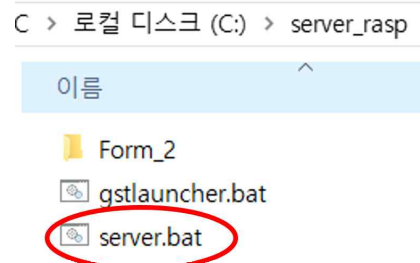 C > 로컬 디스크 (C:) > server_rasp
이름
Form_2
gstlauncher.bat
server.bat